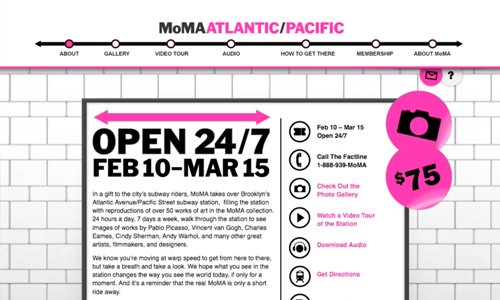 MoMAATLANTIC/PACIFIC
ABOUT GALLERY VIDEO TOUR AUDIO HOW TO GET THERE MEMBERSHIP ABOUT MoMA
?
OPEN 24/7
FEB 10–MAR 15
In a gift to the city's subway riders, MoMA takes over Brooklyn's
Atlantic Avenue/Pacific Street subway station, filling the station
with reproductions of over 50 works of art in the MoMA collection.
24 hours a day, 7 days a week, walk through the station to see
images of works by Pablo Picasso, Vincent van Gogh, Charles
Eames, Cindy Sherman, Andy Warhol, and many other great
artists, filmmakers, and designers.
We know you're moving at warp speed to get from here to there,
but take a breath and take a look. We hope what you see in the
station changes the way you see the world today, if only for a
moment. And it's a reminder that the real MoMA is only a short
ride away.
Feb 10 – Mar 15
Open 24/7
Call The Factline
1-888-939-MoMA
Check Out the
Photo Gallery
Watch a Video Tour
of the Station
Download Audio
Get Directions
$75